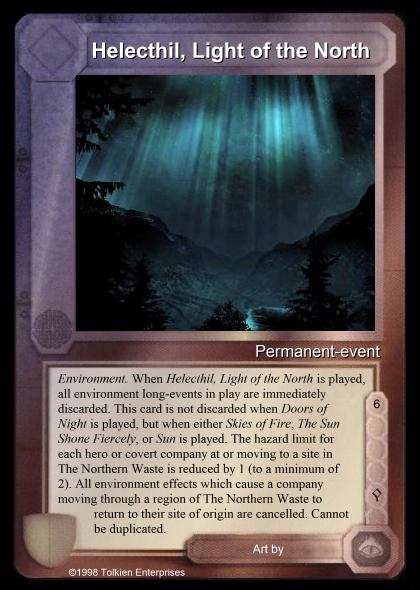 Helecthil, Light of the North
Permanent-event
Environment. When Helecthil, Light of the North is played,
all environment long-events in play are immediately
discarded. This card is not discarded when Doors of
Night is played, but when either Skies of Fire, The Sun
Shone Fiercely, or Sun is played. The hazard limit for
each hero or covert company at or moving to a site in
The Northern Waste is reduced by 1 (to a minimum of
2). All environment effects which cause a company
moving through a region of The Northern Waste to
return to their site of origin are cancelled. Cannot
be duplicated.
6
Art by
©1998 Tolkien Enterprises